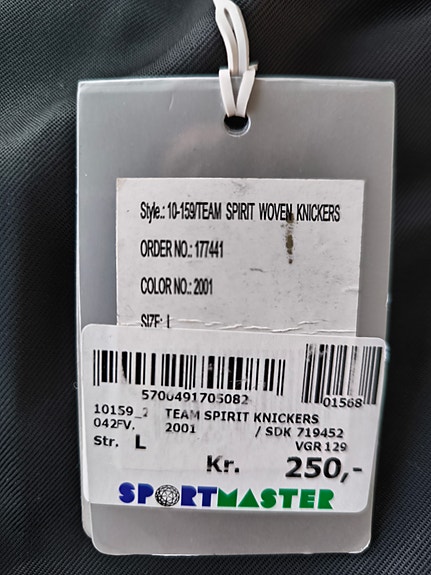 Style.: 10-159/TEAM SPIRIT WOVEN KNICKERS
ORDER NO.: 177441
COLOR NO.: 2001
SIZE: L
5700491705082
01568
10159_2 TEAM SPIRIT KNICKERS
042FV. 2001 / SDK 719452
Str. L VGR 129
Kr. 250,-
SPORTMASTER